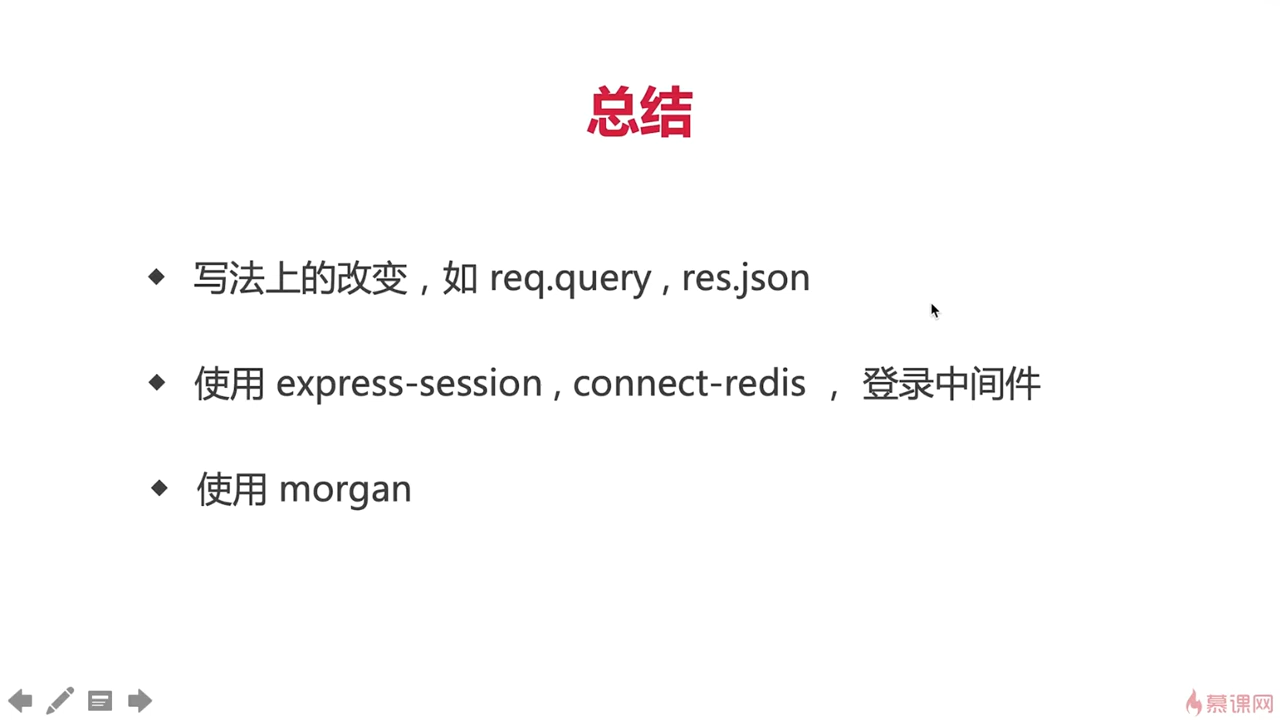 总结
写法上的改变，如 req.query , res.json
使用 express-session , connect-redis ， 登录中间件
使用 morgan
慕课网